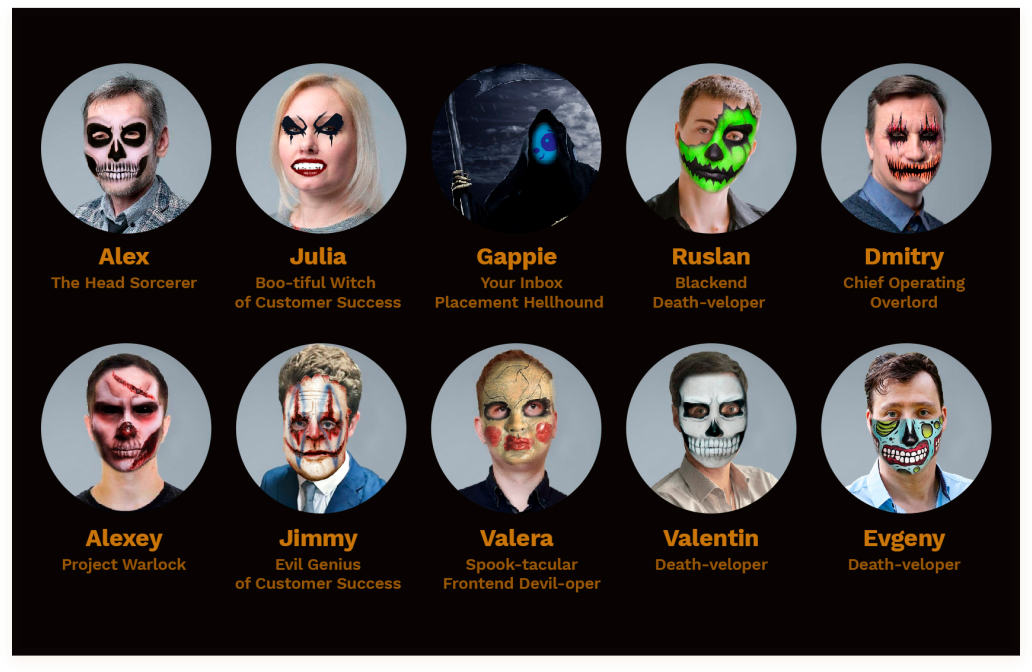 Alex
The Head Sorcerer
Julia
Boo-tiful Witch
of Customer Success
Gappie
Your Inbox
Placement Hellhound
Ruslan
Blackend
Death-veloper
Dmitry
Chief Operating
Overlord
Alexey
Project Warlock
Jimmy
Evil Genius
of Customer Success
Valera
Spook-tacular
Frontend Devil-oper
Valentin
Death-veloper
Evgeny
Death-veloper